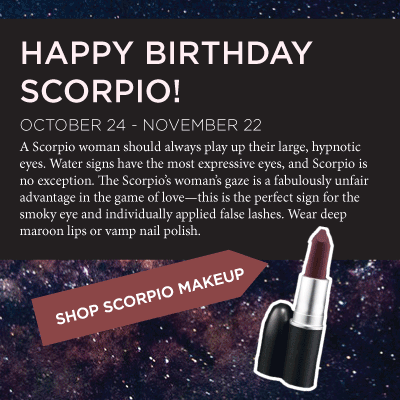 HAPPY BIRTHDAY
SCORPIO!
OCTOBER 24 - NOVEMBER 22
A Scorpio woman should always play up their large, hypnotic
eyes. Water signs have the most expressive eyes, and Scorpio is
no exception. The Scorpio's woman's gaze is a fabulously unfair
advantage in the game of love—this is the perfect sign for the
smoky eye and individually applied false lashes. Wear deep
maroon lips or vamp nail polish.
SHOP SCORPIO MAKEUP